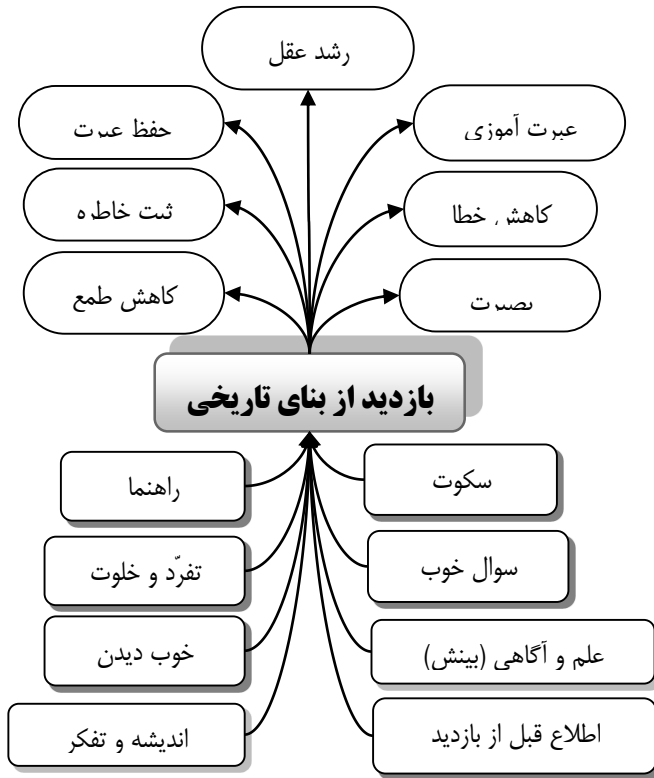 رشد عقل
عبرت آموزی
حفظ عبرت
کاهش خطا
ثبت خاطره
بصیرت
کاهش طمع
بازدید از بنای تاریخی
سکوت
راهنما
سوال خوب
تفرّد و خلوت
علم و آگاهی (بینش)
خوب دیدن
اطلاع قبل از بازدید
اندیشه و تفکر